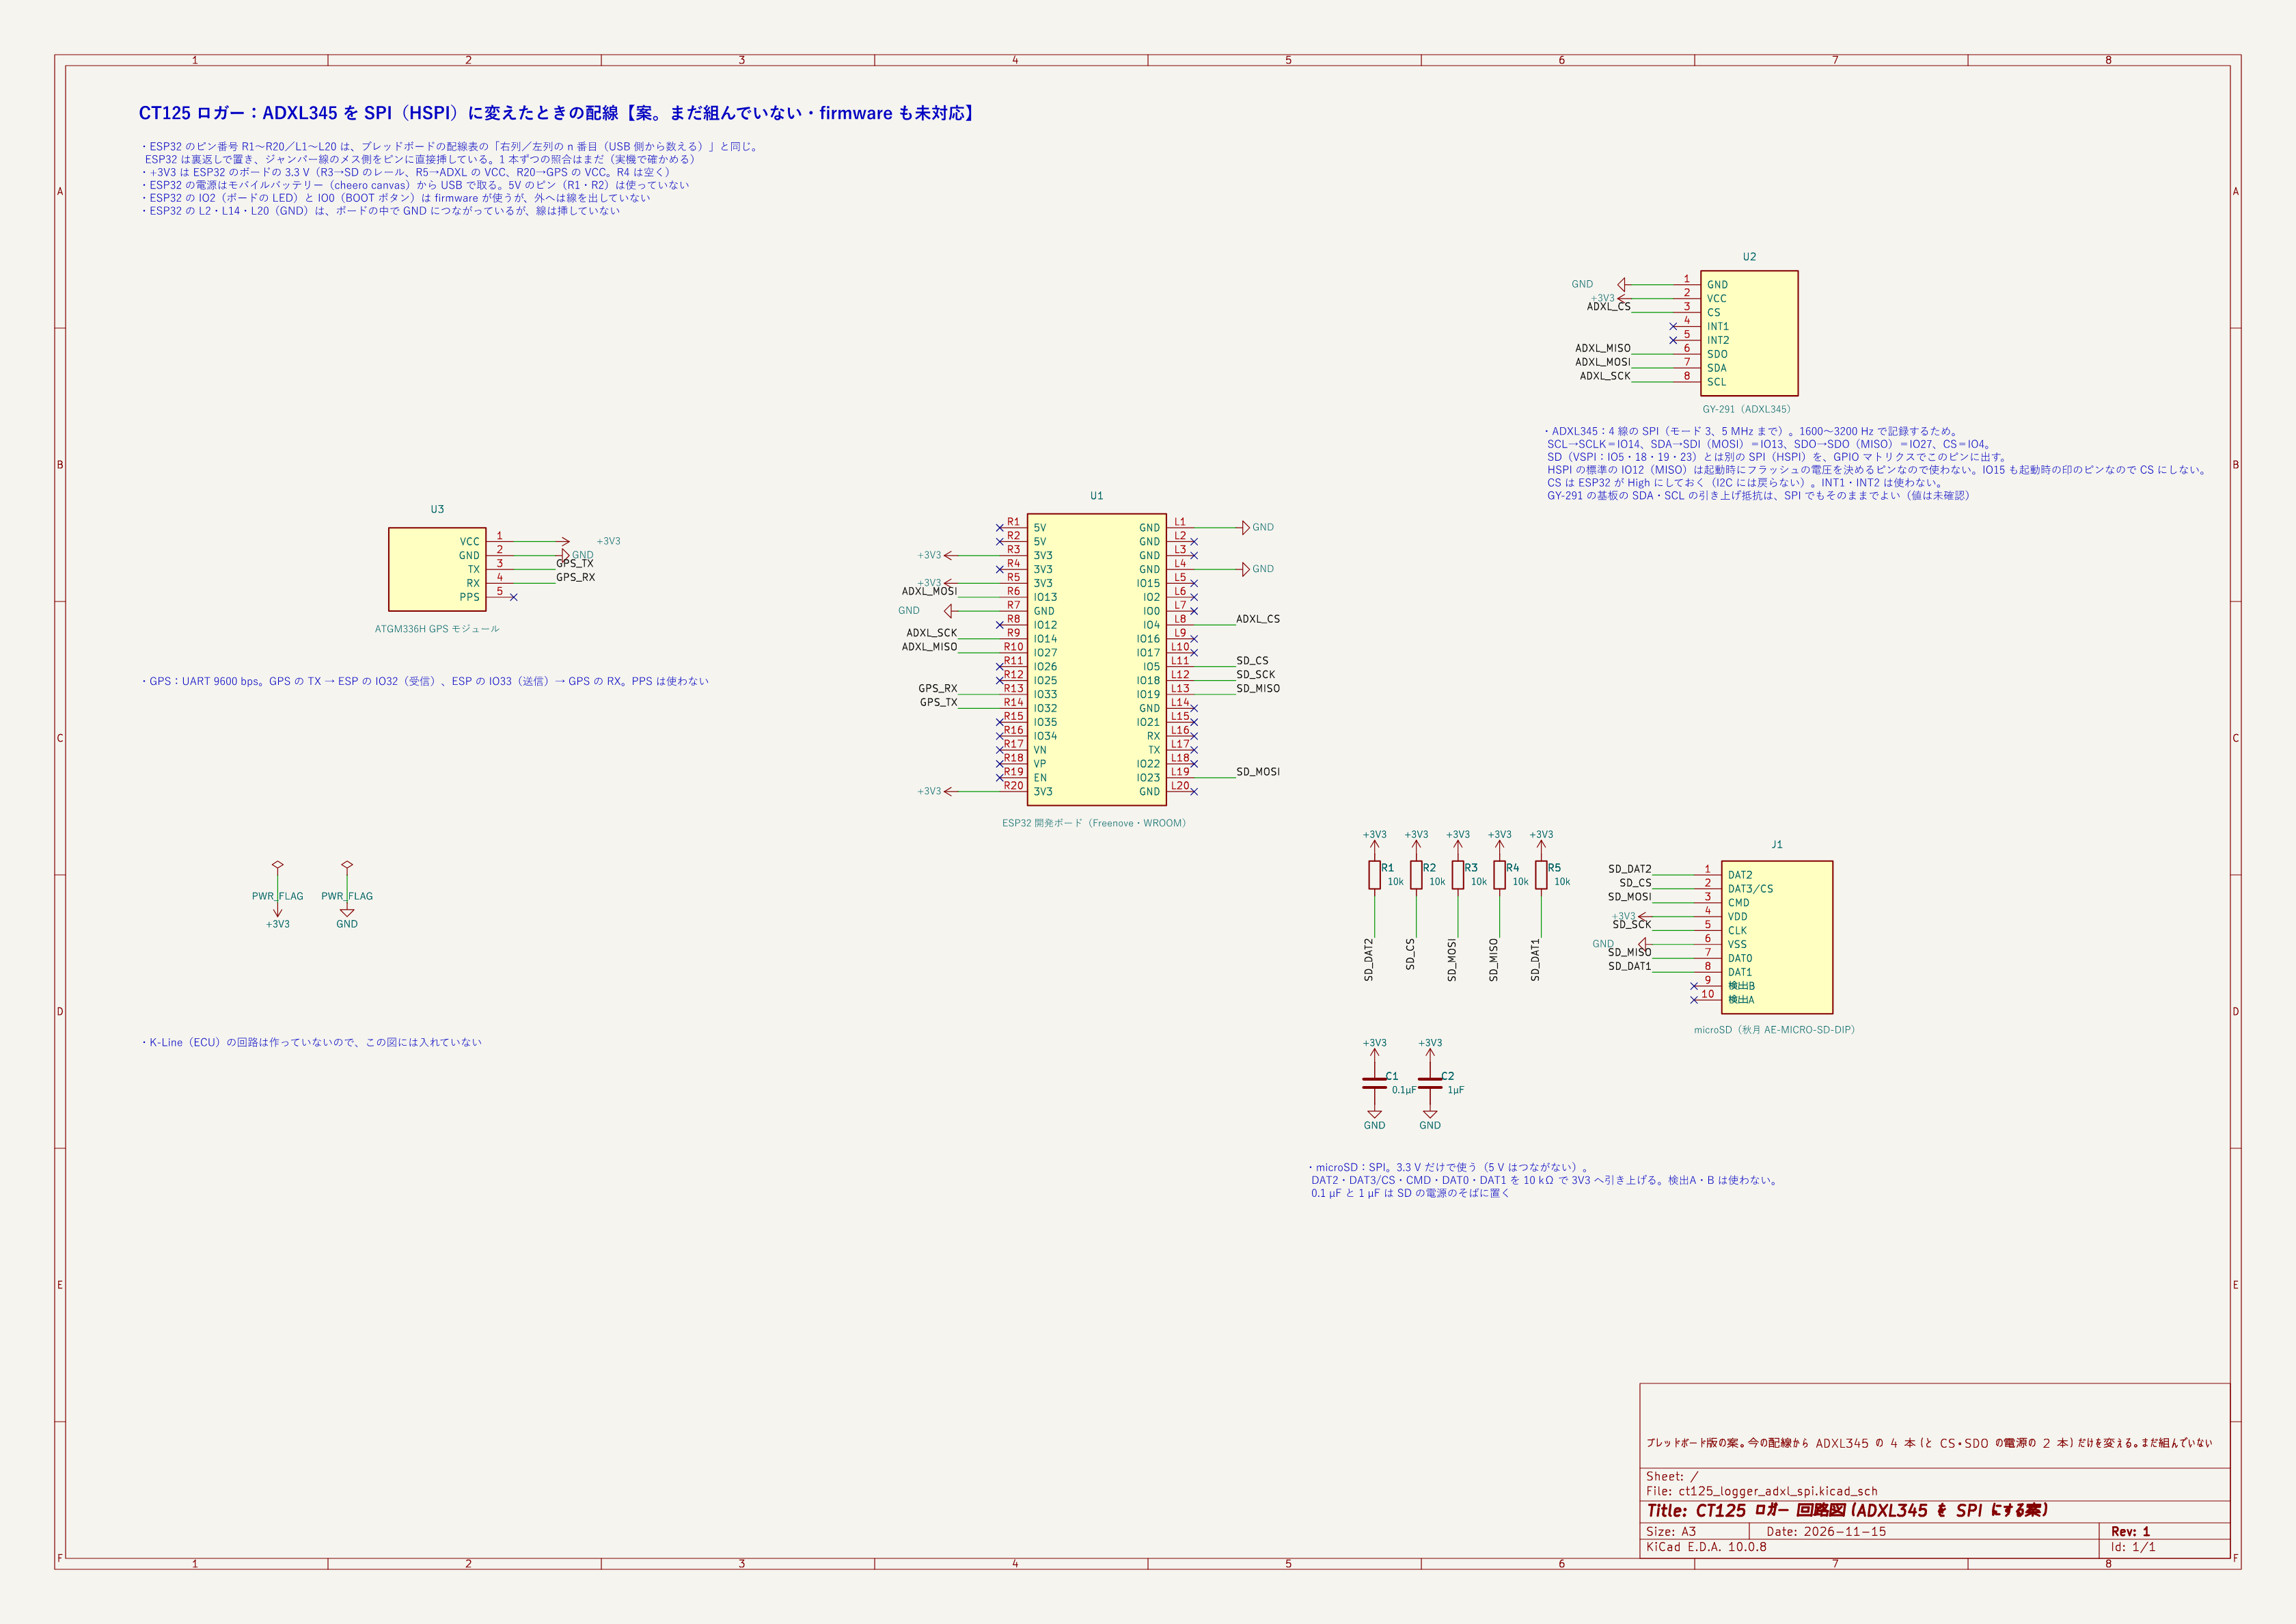 1 2 3 4 5 6 7 8
CT125 ロガー：ADXL345 を SPI（HSPI）に変えたときの配線【案。まだ組んでいない・firmware も未対応】
・ESP32 のピン番号 R1～R20／L1～L20 は、ブレッドボードの配線表の「右列／左列の n 番目（USB 側から数える）」と同じ。
ESP32 は裏返しで置き、ジャンパー線のメス側をピンに直接挿している。1 本ずつの照合はまだ（実機で確かめる）
・+3V3 は ESP32 のボードの 3.3 V（R3→SD のレール、R5→ADXL の VCC、R20→GPS の VCC。R4 は空く）
・ESP32 の電源はモバイルバッテリー（cheero canvas）から USB で取る。5V のピン（R1・R2）は使っていない
・ESP32 の IO2（ボードの LED）と IO0（BOOT ボタン）は firmware が使うが、外へは線を出していない
・ESP32 の L2・L14・L20（GND）は、ボードの中で GND につながっているが、線は挿していない
A
B
C
D
E
F
A
B
C
D
E
F
U2
GND 1 GND
+3V3 2 VCC
ADXL_CS 3 CS
4 INT1
5 INT2
ADXL_MISO 6 SDO
ADXL_MOSI 7 SDA
ADXL_SCK 8 SCL
GY-291（ADXL345）
・ADXL345：4 線の SPI（モード 3、5 MHz まで）。1600～3200 Hz で記録するため。
SCL→SCLK＝IO14、SDA→SDI（MOSI）＝IO13、SDO→SDO（MISO）＝IO27、CS＝IO4。
SD（VSPI：IO5・18・19・23）とは別の SPI（HSPI）を、GPIO マトリクスでこのピンに出す。
HSPI の標準の IO12（MISO）は起動時にフラッシュの電圧を決めるピンなので使わない。IO15 も起動時の印のピンなので CS にしない。
CS は ESP32 が High にしておく（I2C には戻らない）。INT1・INT2 は使わない。
GY-291 の基板の SDA・SCL の引き上げ抵抗は、SPI でもそのままでよい（値は未確認）
U3
VCC 1 +3V3
GND 2 GND
TX 3 GPS_TX
RX 4 GPS_RX
PPS 5
ATGM336H GPS モジュール
・GPS：UART 9600 bps。GPS の TX → ESP の IO32（受信）、ESP の IO33（送信）→ GPS の RX。PPS は使わない
U1
R1 5V GND L1 GND
R2 5V GND L2
+3V3 R3 3V3 GND L3
R4 3V3 GND L4 GND
+3V3 R5 3V3 IO15 L5
ADXL_MOSI R6 IO13 IO2 L6
GND R7 GND IO0 L7
R8 IO12 IO4 L8 ADXL_CS
ADXL_SCK R9 IO14 IO16 L9
ADXL_MISO R10 IO27 IO17 L10
R11 IO26 IO5 L11 SD_CS
R12 IO25 IO18 L12 SD_SCK
GPS_RX R13 IO33 IO19 L13 SD_MISO
GPS_TX R14 IO32 GND L14
R15 IO35 IO21 L15
R16 IO34 RX L16
R17 VN TX L17
R18 VP IO22 L18
R19 EN IO23 L19 SD_MOSI
+3V3 R20 3V3 GND L20
ESP32 開発ボード（Freenove・WROOM）
PWR_FLAG PWR_FLAG
+3V3 GND
+3V3 +3V3 +3V3 +3V3 +3V3
R1 R2 R3 R4 R5
10k 10k 10k 10k 10k
SD_DAT2 SD_CS SD_MOSI SD_MISO SD_DAT1
J1
SD_DAT2 1 DAT2
SD_CS 2 DAT3/CS
SD_MOSI 3 CMD
+3V3 4 VDD
SD_SCK 5 CLK
GND 6 VSS
SD_MISO 7 DAT0
SD_DAT1 8 DAT1
9 検出B
10 検出A
microSD（秋月 AE-MICRO-SD-DIP）
・K-Line（ECU）の回路は作っていないので、この図には入れていない
+3V3 +3V3
C1 C2
0.1μF 1μF
GND GND
・microSD：SPI。3.3 V だけで使う（5 V はつながない）。
DAT2・DAT3/CS・CMD・DAT0・DAT1 を 10 kΩ で 3V3 へ引き上げる。検出A・B は使わない。
0.1 μF と 1 μF は SD の電源のそばに置く
ブレッドボード版の案。今の配線から ADXL345 の 4 本（と CS・SDO の電源の 2 本）だけを変える。まだ組んでいない
Sheet: /
File: ct125_logger_adxl_spi.kicad_sch
Title: CT125 ロガー 回路図（ADXL345 を SPI にする案）
Size: A3 Date: 2026-11-15 Rev: 1
KiCad E.D.A. 10.0.8 Id: 1/1
1 2 3 4 5 6 7 8